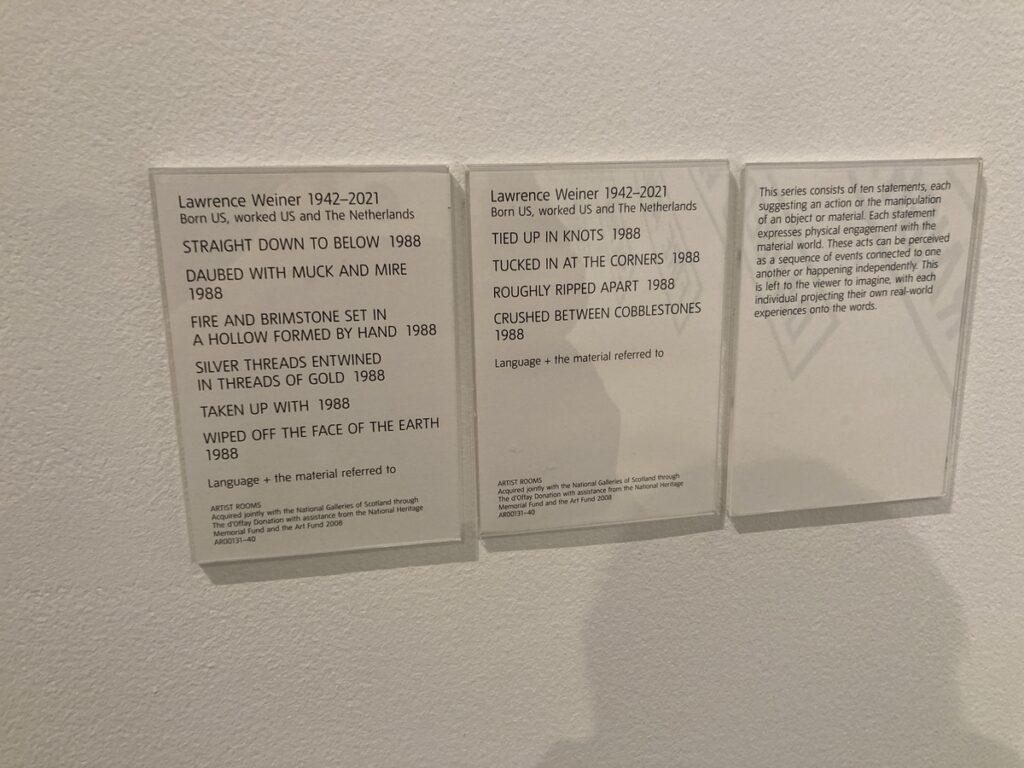 Lawrence Weiner 1942–2021
Born US, worked US and The Netherlands
STRAIGHT DOWN TO BELOW 1988
DAUBED WITH MUCK AND MIRE
1988
FIRE AND BRIMSTONE SET IN
A HOLLOW FORMED BY HAND 1988
SILVER THREADS ENTWINED
IN THREADS OF GOLD 1988
TAKEN UP WITH 1988
WIPED OFF THE FACE OF THE EARTH
1988
Language + the material referred to
ARTIST ROOMS
Acquired jointly with the National Galleries of Scotland through
The d'Offay Donation with assistance from the National Heritage
Memorial Fund and the Art Fund 2008
AR00131–40
Lawrence Weiner 1942–2021
Born US, worked US and The Netherlands
TIED UP IN KNOTS 1988
TUCKED IN AT THE CORNERS 1988
ROUGHLY RIPPED APART 1988
CRUSHED BETWEEN COBBLESTONES
1988
Language + the material referred to
ARTIST ROOMS
Acquired jointly with the National Galleries of Scotland through
The d'Offay Donation with assistance from the National Heritage
Memorial Fund and the Art Fund 2008
AR00131–40
This series consists of ten statements, each
suggesting an action or the manipulation
of an object or material. Each statement
expresses physical engagement with the
material world. These acts can be perceived
as a sequence of events connected to one
another or happening independently. This
is left to the viewer to imagine, with each
individual projecting their own real-world
experiences onto the words.